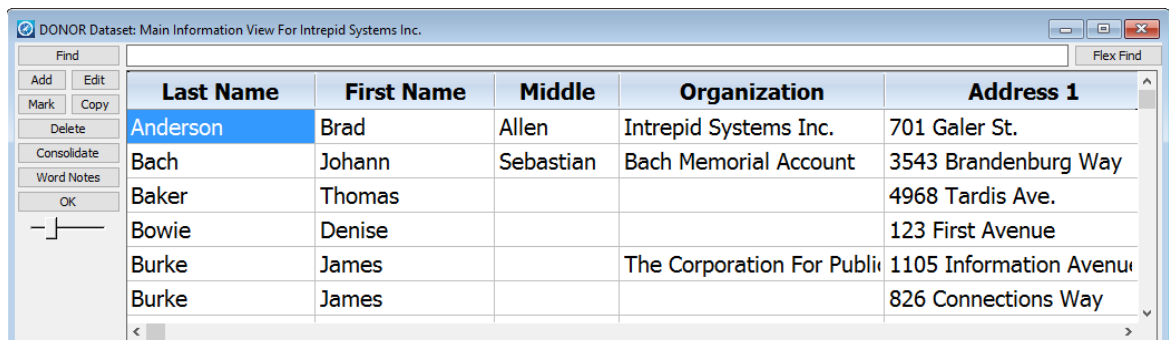 DONOR Dataset: Main Information View For Intrepid Systems Inc.
Find Flex Find
Add Edit
Mark Copy
Delete
Consolidate
Word Notes
OK
Last Name First Name Middle Organization Address 1
Anderson Brad Allen Intrepid Systems Inc. 701 Galer St.
Bach Johann Sebastian Bach Memorial Account 3543 Brandenburg Way
Baker Thomas 4968 Tardis Ave.
Bowie Denise 123 First Avenue
Burke James The Corporation For Public 1105 Information Avenue
Burke James 826 Connections Way